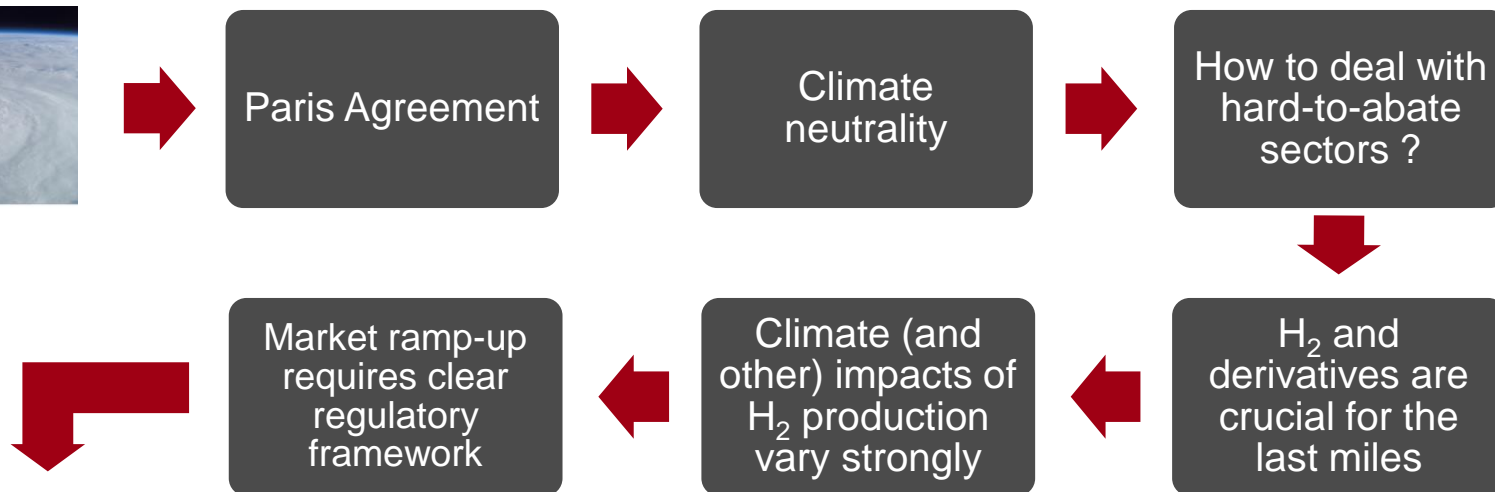 Paris Agreement
Climate
neutrality
How to deal with
hard-to-abate
sectors ?
H₂ and
derivatives are
crucial for the
last miles
Climate (and
other) impacts of
H₂ production
vary strongly
Market ramp-up
requires clear
regulatory
framework